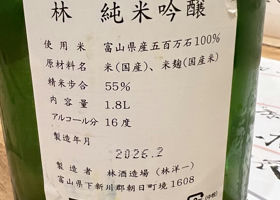 林 純米吟醸
使用米 富山県産五百万石100%
原材料名 米(国産)、米麹(国産米)
精米歩合 55%
内容量 1.8L
アルコール分 16度
製造年月
2026.2
製造者 林酒造場（林洋一）
富山県下新川郡朝日町境1608